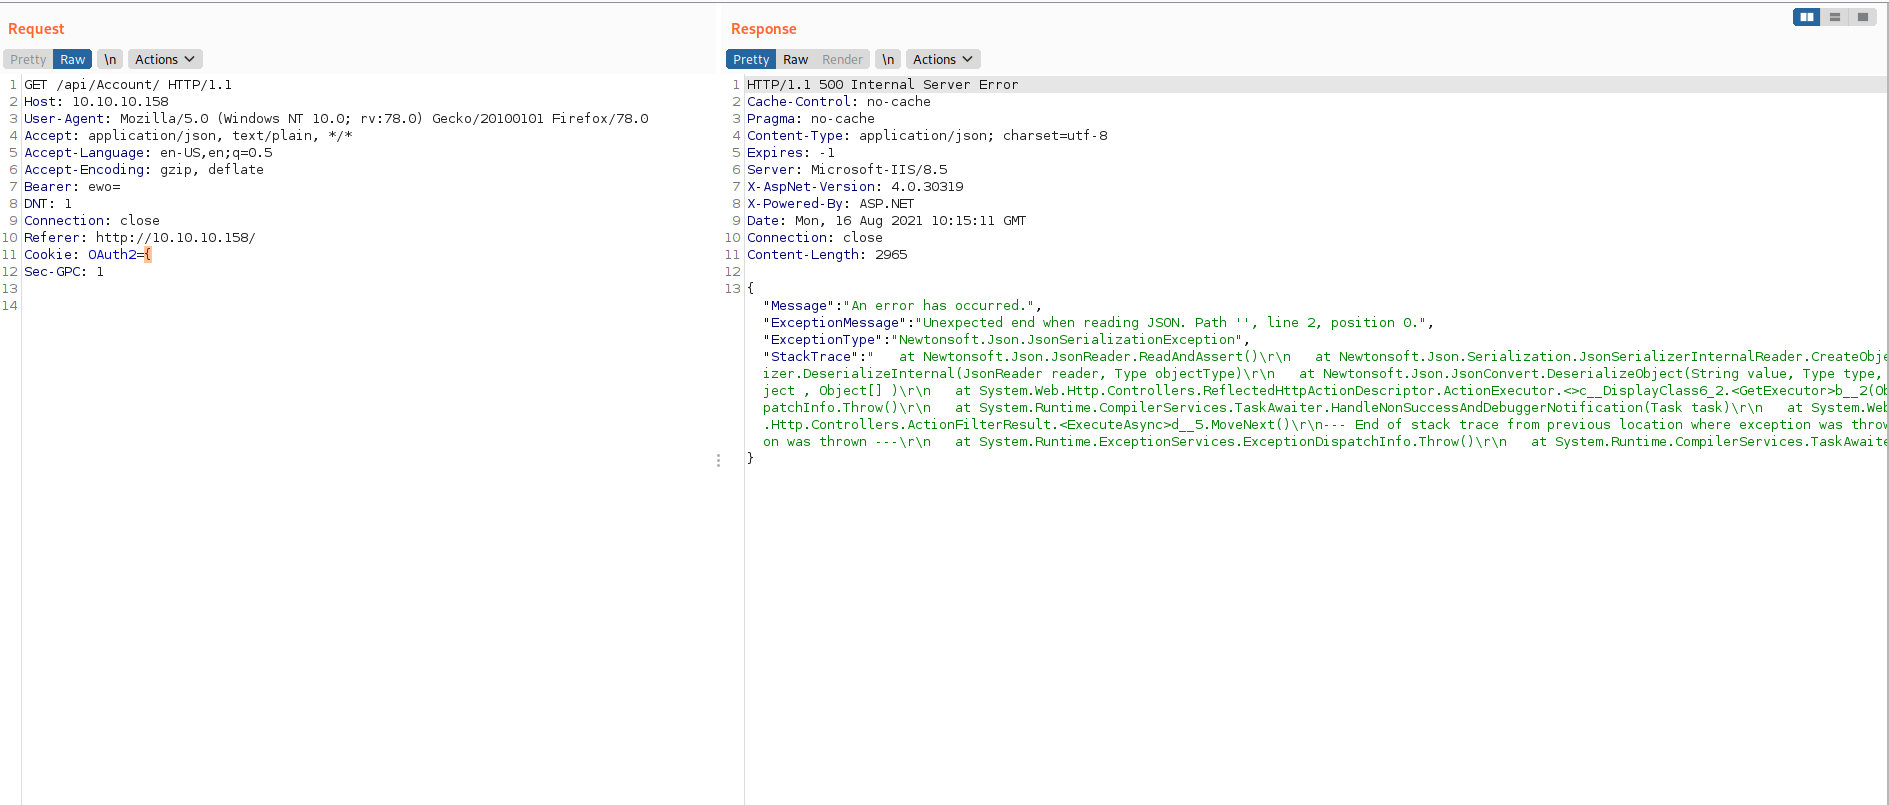 Request
Pretty Raw \n Actions
1 GET /api/Account/ HTTP/1.1
2 Host: 10.10.10.158
3 User-Agent: Mozilla/5.0 (Windows NT 10.0; rv:78.0) Gecko/20100101 Firefox/78.0
4 Accept: application/json, text/plain, */*
5 Accept-Language: en-US,en;q=0.5
6 Accept-Encoding: gzip, deflate
7 Bearer: ewo=
8 DNT: 1
9 Connection: close
10 Referer: http://10.10.10.158/
11 Cookie: OAuth2={
12 Sec-GPC: 1
13
14
Response
Pretty Raw Render \n Actions
1 HTTP/1.1 500 Internal Server Error
2 Cache-Control: no-cache
3 Pragma: no-cache
4 Content-Type: application/json; charset=utf-8
5 Expires: -1
6 Server: Microsoft-IIS/8.5
7 X-AspNet-Version: 4.0.30319
8 X-Powered-By: ASP.NET
9 Date: Mon, 16 Aug 2021 10:15:11 GMT
10 Connection: close
11 Content-Length: 2965
12
13 {
"Message":"An error has occurred.",
"ExceptionMessage":"Unexpected end when reading JSON. Path '', line 2, position 0.",
"ExceptionType":"Newtonsoft.Json.JsonSerializationException",
"StackTrace":"   at Newtonsoft.Json.JsonReader.ReadAndAssert()\r\n   at Newtonsoft.Json.Serialization.JsonSerializerInternalReader.CreateObje
izer.DeserializeInternal(JsonReader reader, Type objectType)\r\n   at Newtonsoft.Json.JsonConvert.DeserializeObject(String value, Type type,
ject , Object[] )\r\n   at System.Web.Http.Controllers.ReflectedHttpActionDescriptor.ActionExecutor.<>c__DisplayClass6_2.<GetExecutor>b__2(Ob
patchInfo.Throw()\r\n   at System.Runtime.CompilerServices.TaskAwaiter.HandleNonSuccessAndDebuggerNotification(Task task)\r\n   at System.Web
.Http.Controllers.ActionFilterResult.<ExecuteAsync>d__5.MoveNext()\r\n--- End of stack trace from previous location where exception was throw
on was thrown ---\r\n   at System.Runtime.ExceptionServices.ExceptionDispatchInfo.Throw()\r\n   at System.Runtime.CompilerServices.TaskAwaite
}